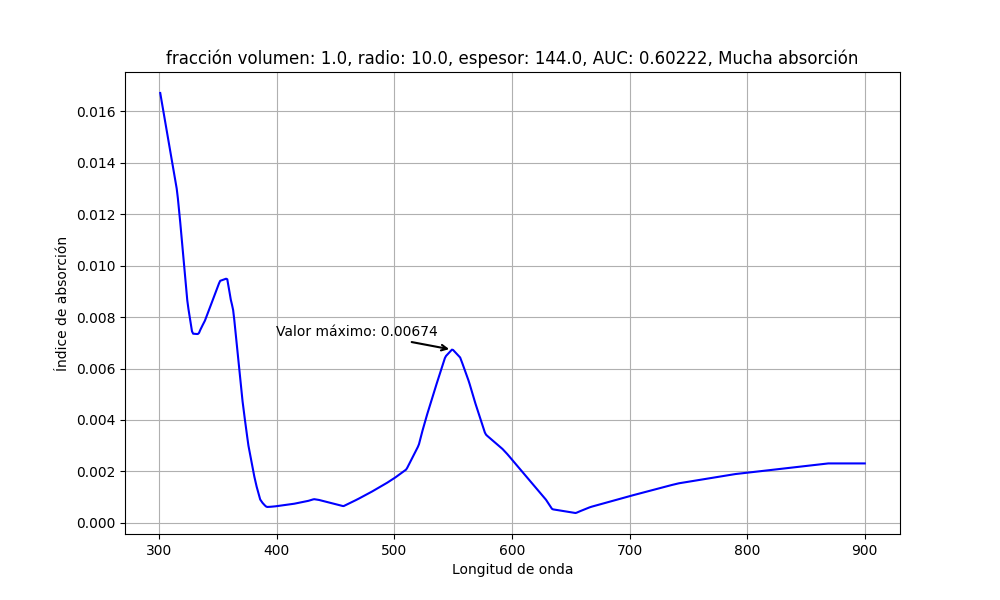 fracción volumen: 1.0, radio: 10.0, espesor: 144.0, AUC: 0.60222, Mucha absorción
Índice de absorción
0.016
0.014
0.012
0.010
0.008
0.006
0.004
0.002
0.000
Valor máximo: 0.00674
300 400 500 600 700 800 900
Longitud de onda